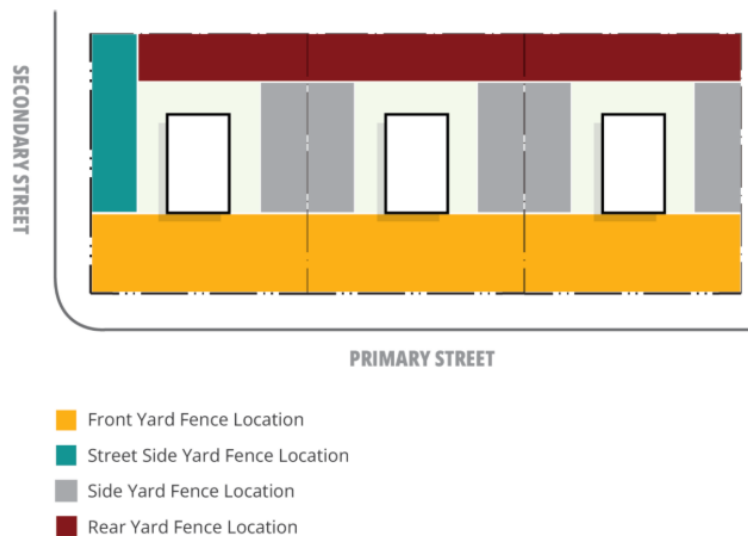 SECONDARY STREET
PRIMARY STREET
Front Yard Fence Location
Street Side Yard Fence Location
Side Yard Fence Location
Rear Yard Fence Location